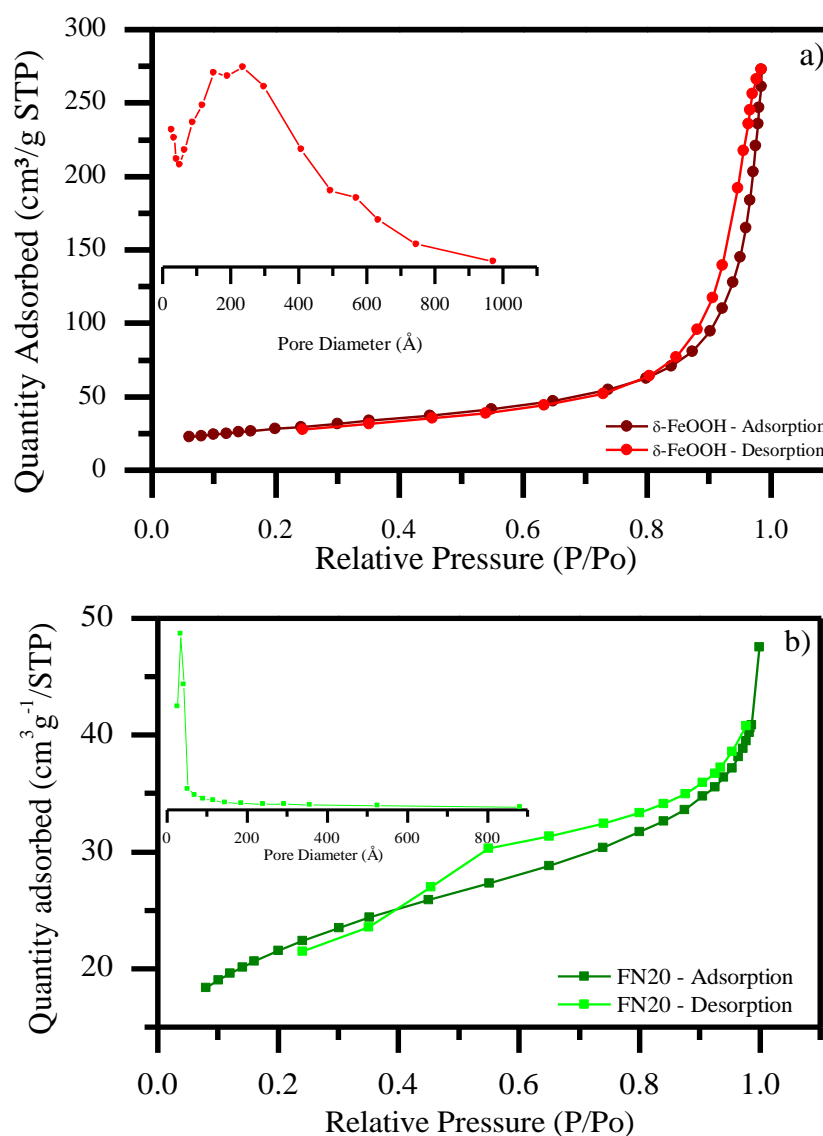 a)
300
250
200
150
100
50
0
Quantity Adsorbed (cm³/g STP)
0 200 400 600 800 1000
Pore Diameter (Å)
δ-FeOOH - Adsorption
δ-FeOOH - Desorption
0.0 0.2 0.4 0.6 0.8 1.0
Relative Pressure (P/Po)
b)
50
40
30
20
Quantity adsorbed (cm³g⁻¹/STP)
0 200 400 600 800
Pore Diameter (Å)
FN20 - Adsorption
FN20 - Desorption
0.0 0.2 0.4 0.6 0.8 1.0
Relative Pressure (P/Po)